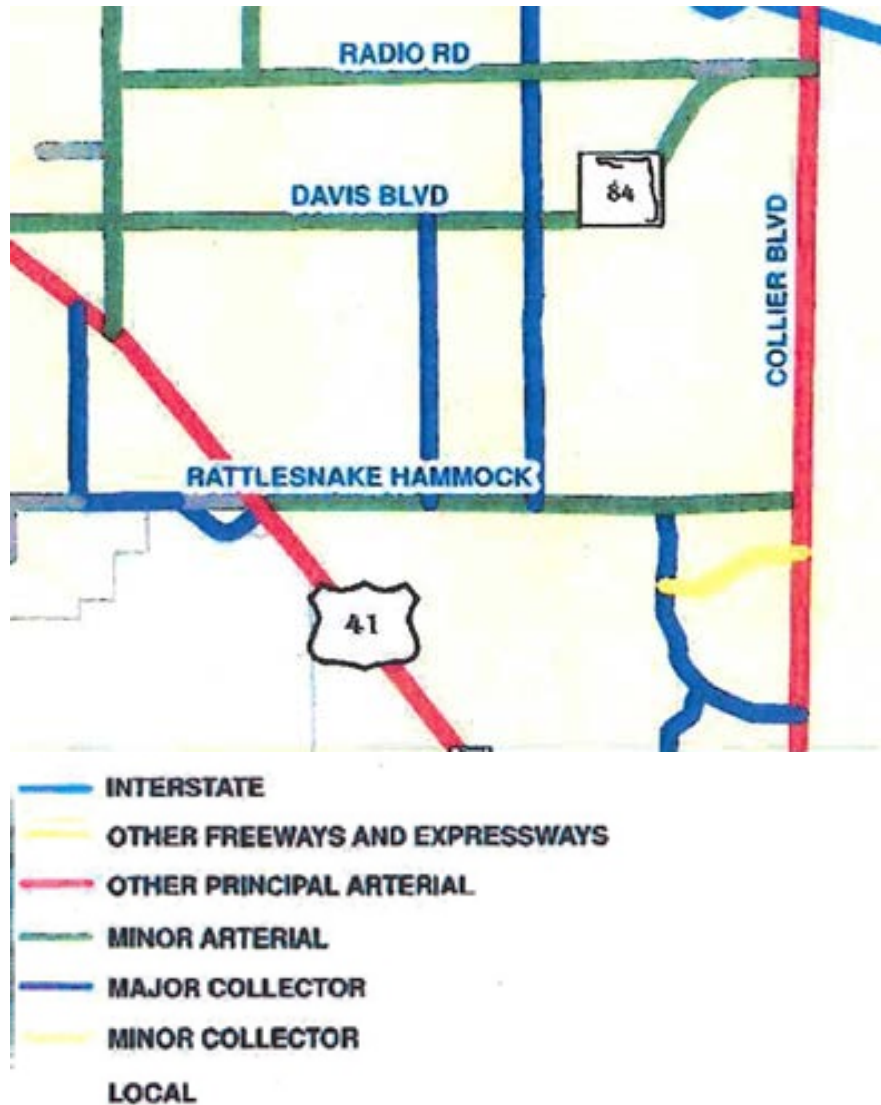 RADIO RD
84
DAVIS BLVD
COLLIER BLVD
RATTLESNAKE HAMMOCK
41
INTERSTATE
OTHER FREEWAYS AND EXPRESSWAYS
OTHER PRINCIPAL ARTERIAL
MINOR ARTERIAL
MAJOR COLLECTOR
MINOR COLLECTOR
LOCAL